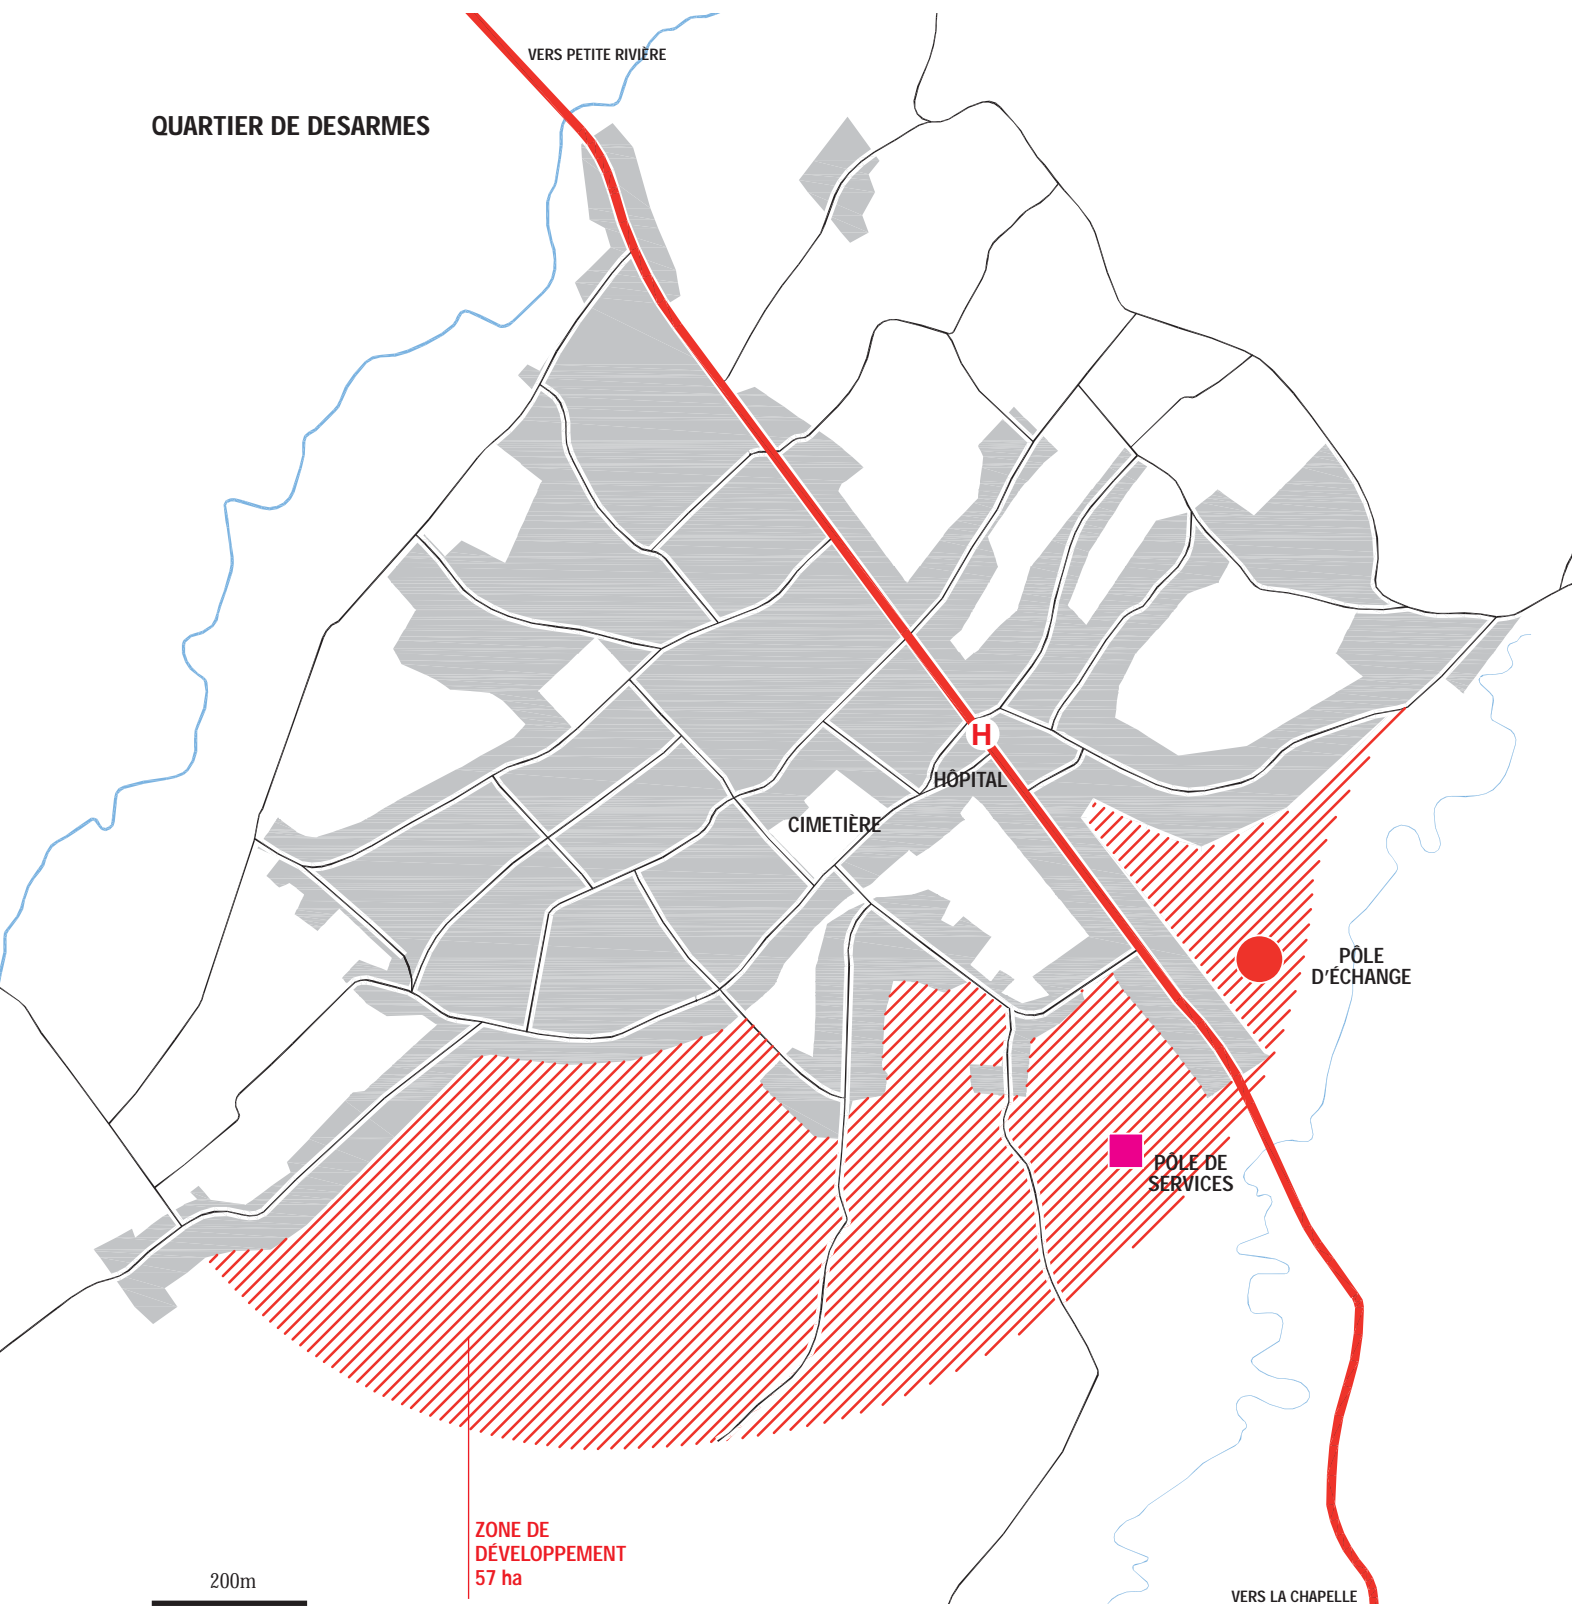 VERS PETITE RIVIÈRE
QUARTIER DE DESARMES
H
HÔPITAL
CIMETIÈRE
PÔLE
D'ÉCHANGE
PÔLE DE
SERVICES
ZONE DE
DÉVELOPPEMENT
57 ha
200m
VERS LA CHAPELLE